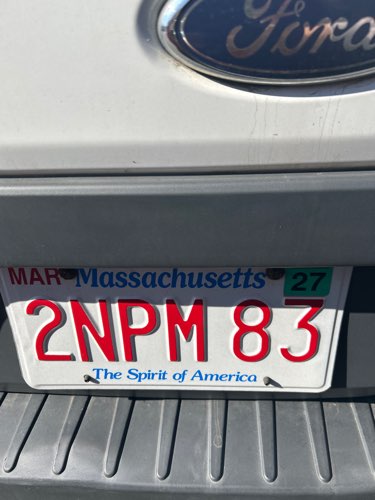 Ford
MAR Massachusetts 27
2NPM 83
The Spirit of America